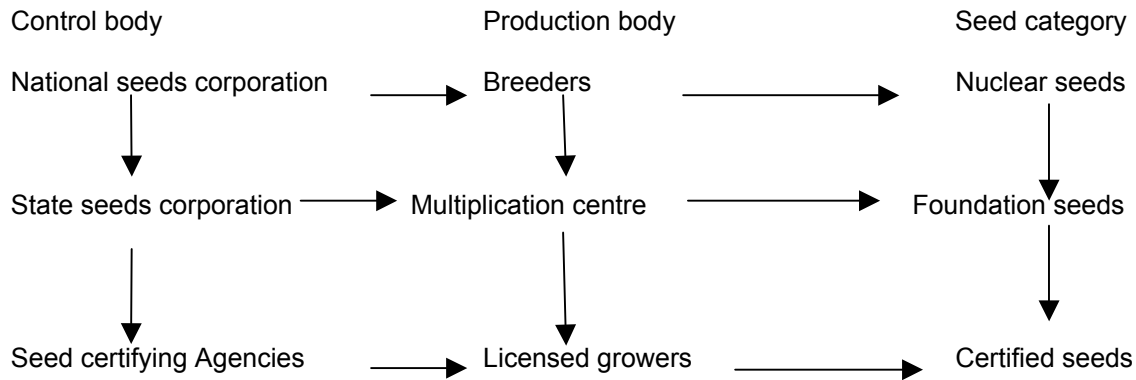 Control body Production body Seed category
National seeds corporation Breeders Nuclear seeds
State seeds corporation Multiplication centre Foundation seeds
Seed certifying Agencies Licensed growers Certified seeds